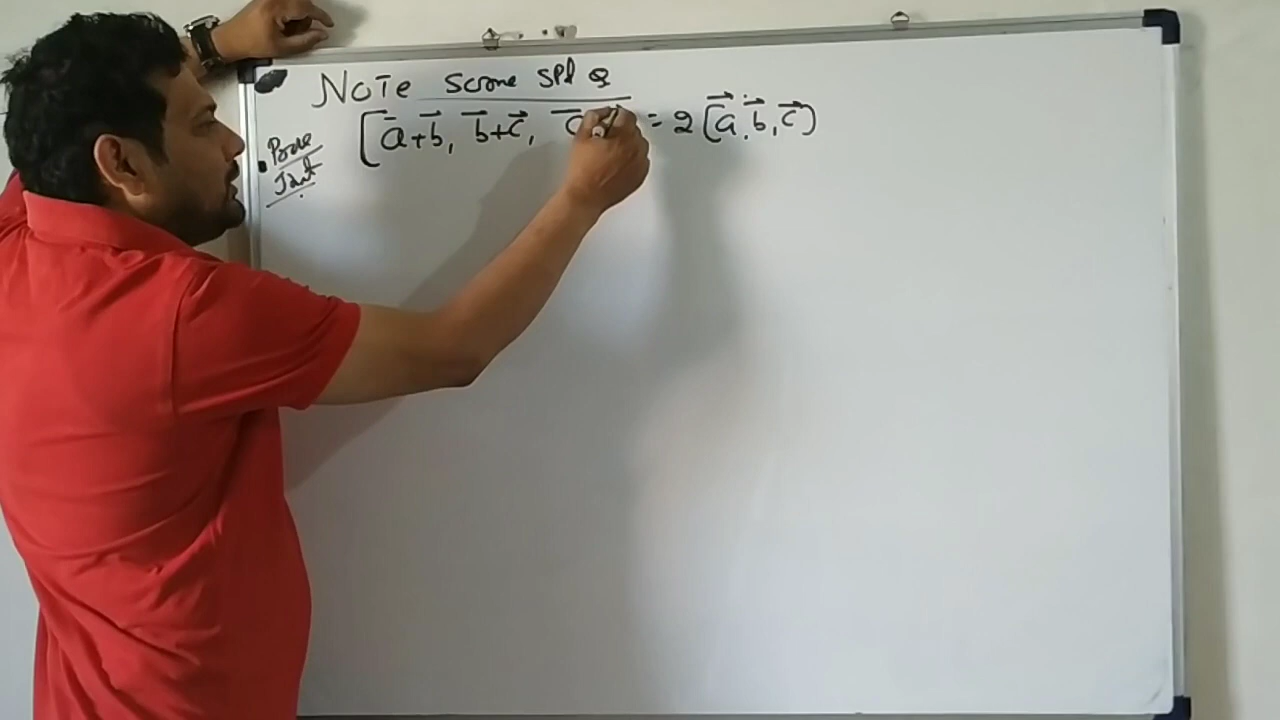 Note some spl Q
Prove that
[a⃗+b⃗, b⃗+c⃗, c⃗ = 2(a⃗, b⃗, c⃗)